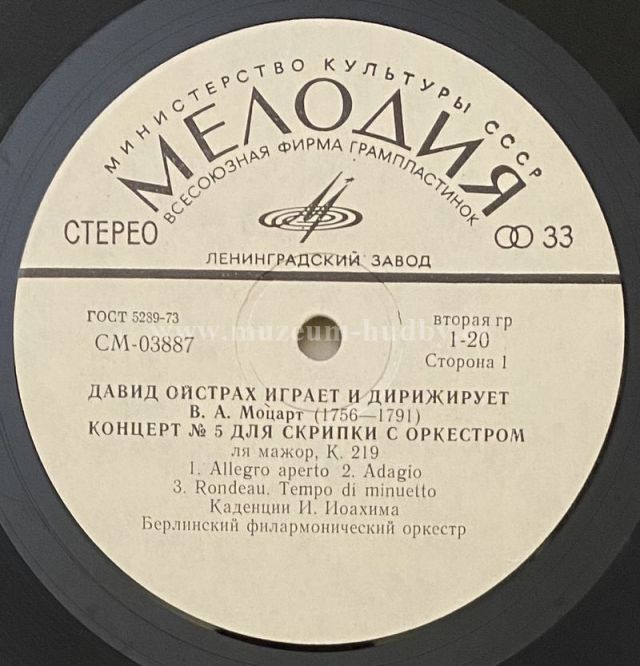 МИНИСТЕРСТВО КУЛЬТУРЫ СССР
МЕЛОДИЯ
ВСЕСОЮЗНАЯ ФИРМА ГРАМПЛАСТИНОК
СТЕРЕО
33
ЛЕНИНГРАДСКИЙ ЗАВОД
ГОСТ 5289-73
вторая гр
www.muzeum-hudby
СМ-03887
1-20
Сторона 1
ДАВИД ОЙСТРАХ ИГРАЕТ И ДИРИЖИРУЕТ
В. А. Моцарт (1756—1791)
КОНЦЕРТ № 5 ДЛЯ СКРИПКИ С ОРКЕСТРОМ
ля мажор, К. 219
1. Allegro aperto 2. Adagio
3. Rondeau. Tempo di minuetto
Каденции И. Иоахима
Берлинский филармонический оркестр